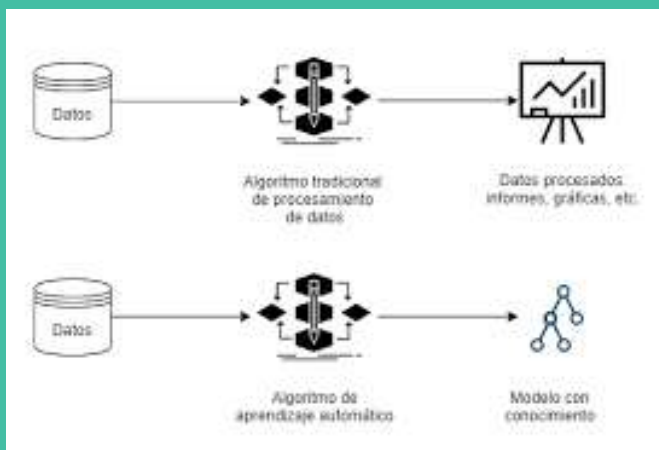 Datos
Algoritmo tradicional
de procesamiento
de datos
Datos procesados
informes, gráficas, etc.
Datos
Algoritmo de
aprendizaje automático
Modelo con
conocimiento